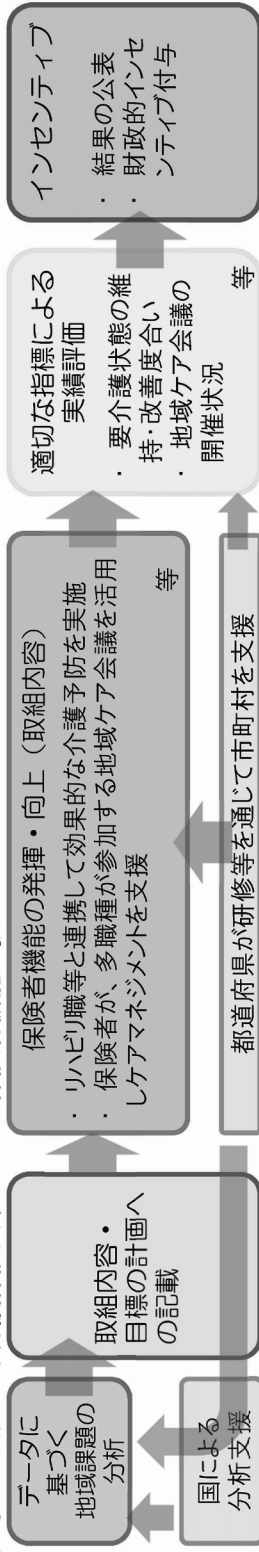 データに
基づく
地域課題の
分析
国による
分析支援
取組内容・
目標の計画へ
の記載
保険者機能の発揮・向上（取組内容）
・ リハビリ職等と連携して効果的な介護予防を実施
・ 保険者が、多職種が参加する地域ケア会議を活用
しケアマネジメントを支援
等
都道府県が研修等を通じて市町村を支援
適切な指標による
実績評価
・ 要介護状態の維
持・改善度合い
・ 地域ケア会議の
開催状況
等
インセンティブ
・ 結果の公表
・ 財政的インセ
ンティブ付与